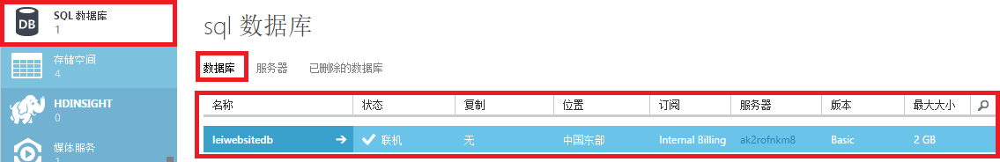 DB
SQL 数据库
1
存储空间
4
HDINSIGHT
0
媒体服务
sql 数据库
数据库 服务器 已删除的数据库
名称 状态 复制 位置 订阅 服务器 版本 最大大小
leiwebsitedb 联机 无 中国东部 Internal Billing ak2rofnkm8 Basic 2 GB